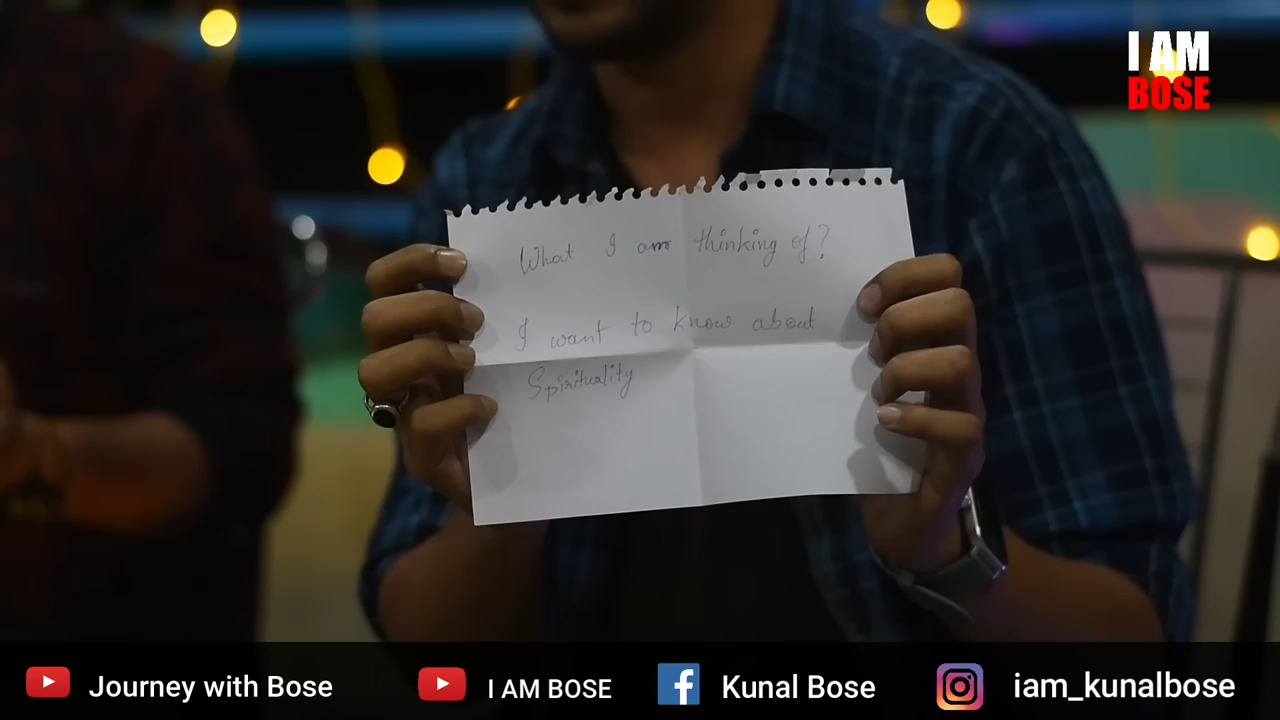 I AM
BOSE
What I am thinking of?
I want to know about
Spirituality
Journey with Bose
I AM BOSE
Kunal Bose
iam_kunalbose